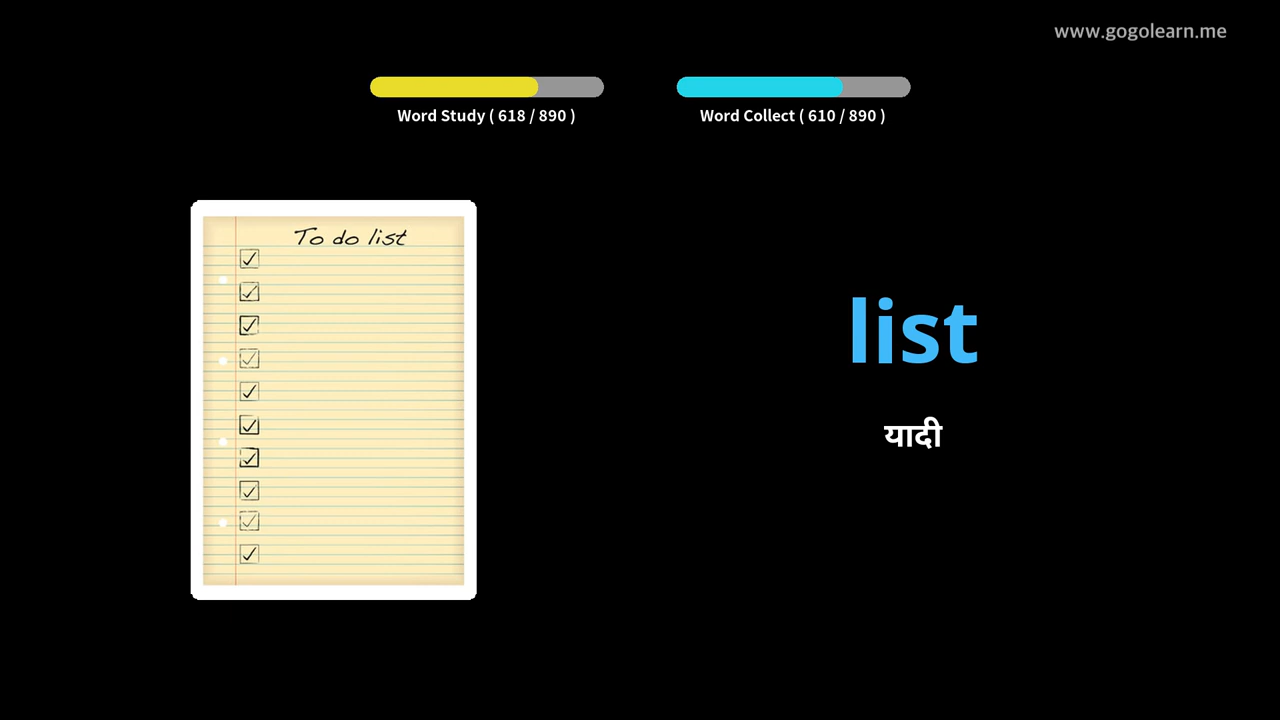 www.gogolearn.me
Word Study ( 618 / 890 )
Word Collect ( 610 / 890 )
To do list
list
यादी